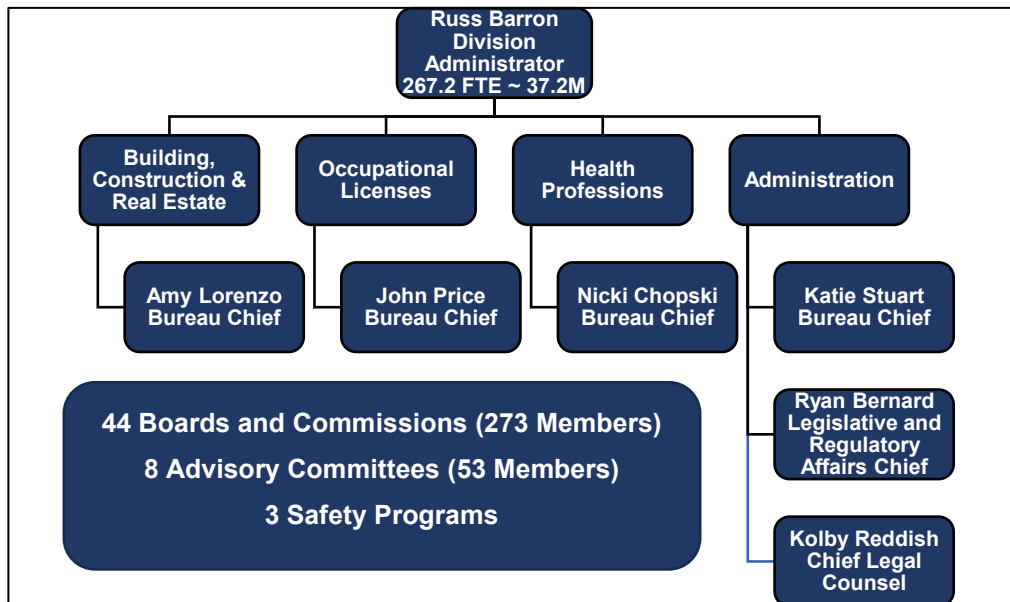 Russ Barron
Division
Administrator
267.2 FTE ~ 37.2M
Building,
Construction &
Real Estate
Occupational
Licenses
Health
Professions
Administration
Amy Lorenzo
Bureau Chief
John Price
Bureau Chief
Nicki Chopski
Bureau Chief
Katie Stuart
Bureau Chief
44 Boards and Commissions (273 Members)
8 Advisory Committees (53 Members)
3 Safety Programs
Ryan Bernard
Legislative and
Regulatory
Affairs Chief
Kolby Reddish
Chief Legal
Counsel